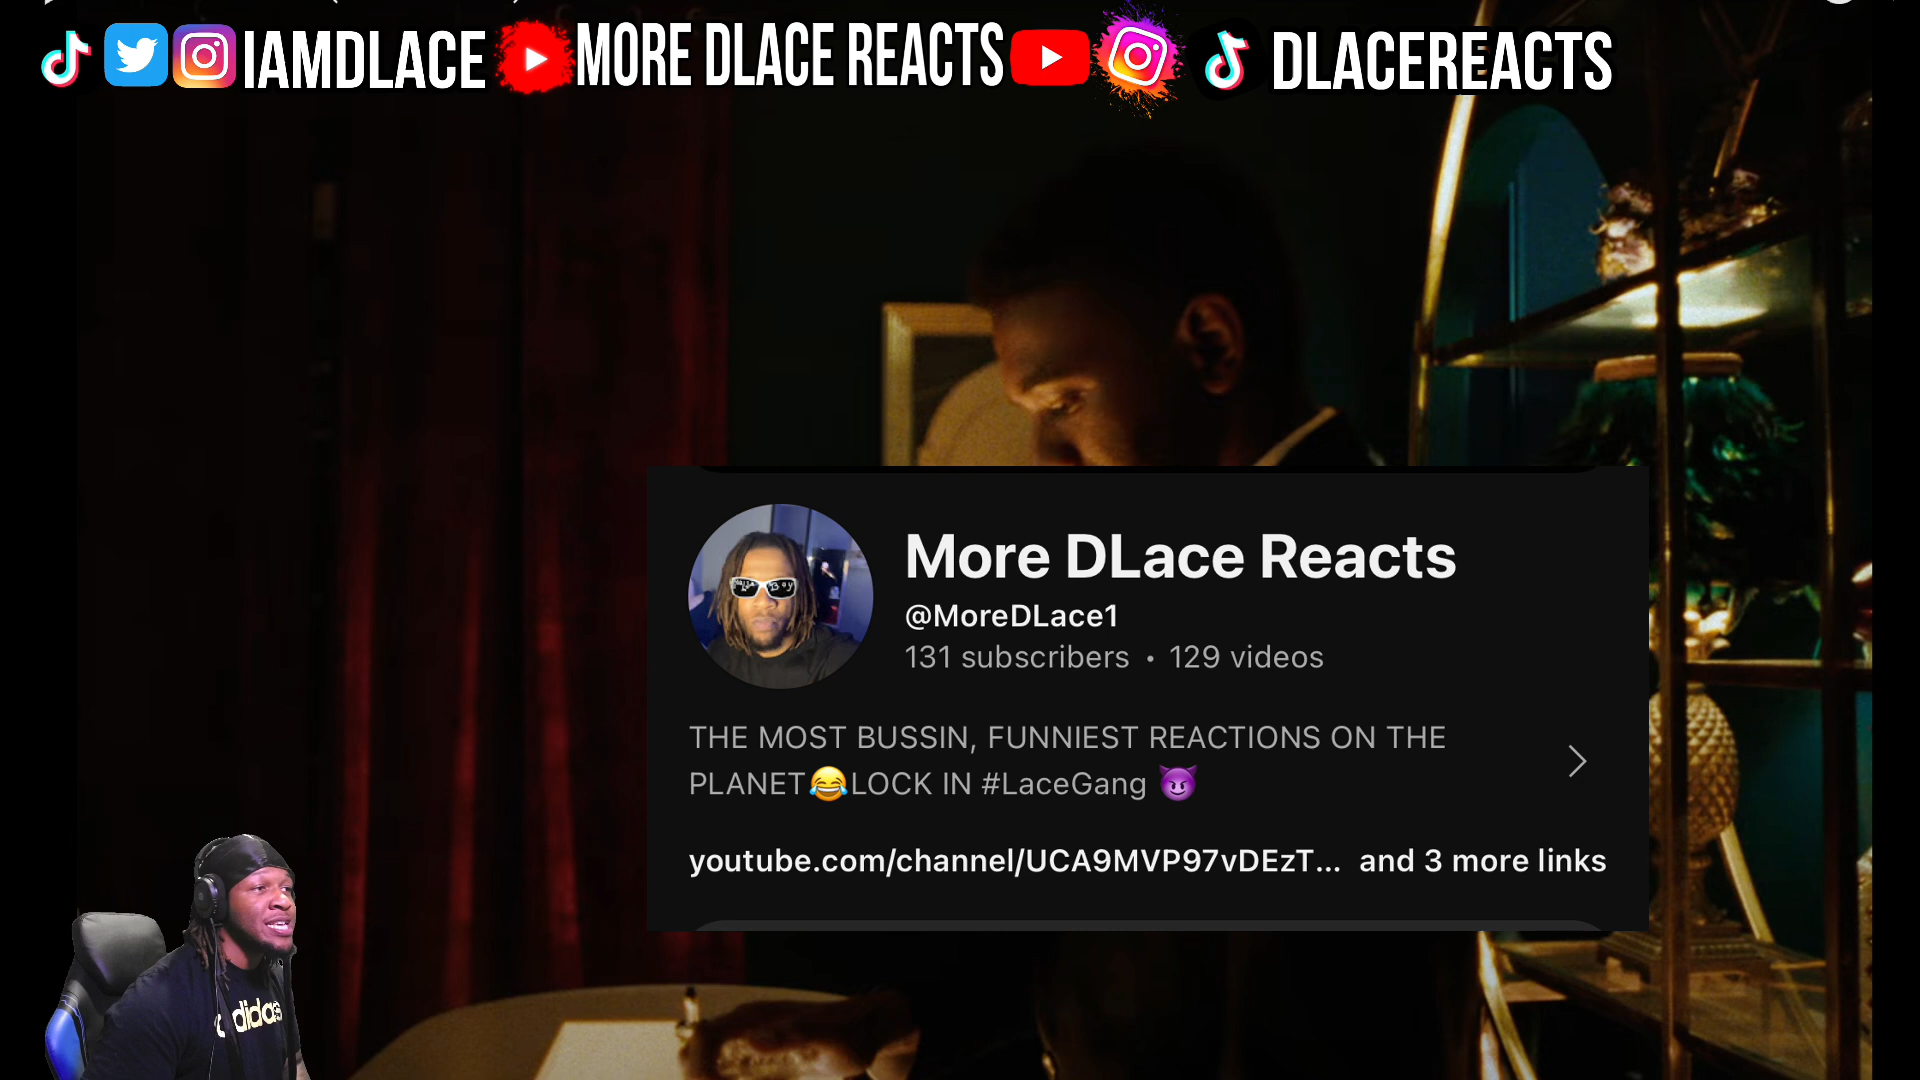 IAMDLACE MORE DLACE REACTS DLACEREACTS
More DLace Reacts
@MoreDLace1
131 subscribers • 129 videos
THE MOST BUSSIN, FUNNIEST REACTIONS ON THE
PLANET😂LOCK IN #LaceGang 😈
youtube.com/channel/UCA9MVP97vDEzT... and 3 more links
adidas